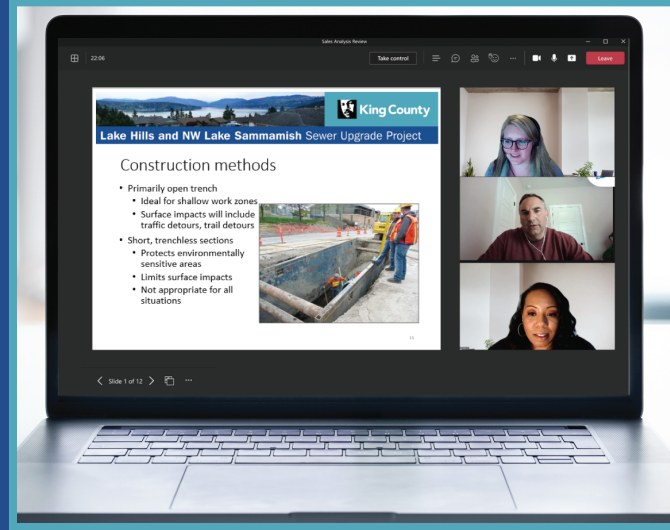 Sales Analysis Review
22:06
Take control
Leave
King County
Lake Hills and NW Lake Sammamish Sewer Upgrade Project
Construction methods
• Primarily open trench
• Ideal for shallow work zones
• Surface impacts will include
traffic detours, trail detours
• Short, trenchless sections
• Protects environmentally
sensitive areas
• Limits surface impacts
• Not appropriate for all
situations
Slide 1 of 12